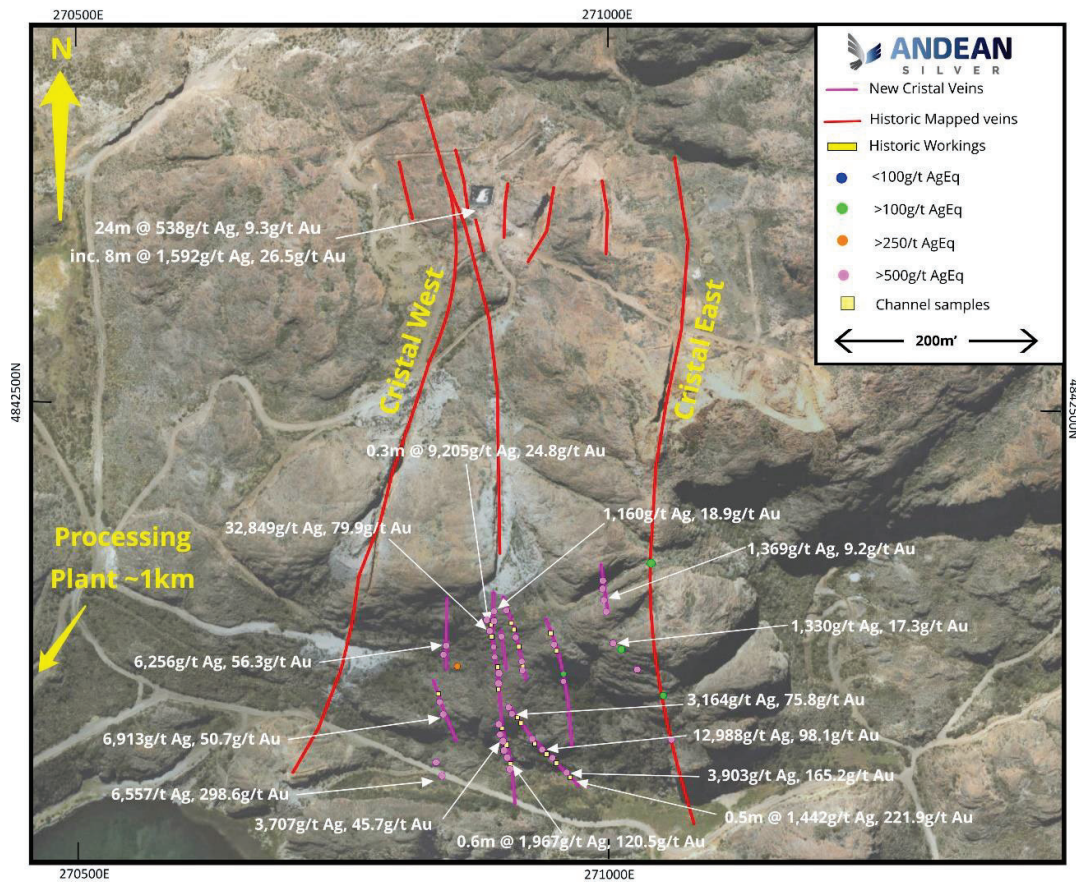 270500E
271000E
N
ANDEAN
SILVER
New Cristal Veins
Historic Mapped veins
Historic Workings
<100g/t AgEq
>100g/t AgEq
>250/t AgEq
>500g/t AgEq
Channel samples
200m'
24m @ 538g/t Ag, 9.3g/t Au
inc. 8m @ 1,592g/t Ag, 26.5g/t Au
Cristal West
Cristal East
4842500N
4842500N
0.3m @ 9,205g/t Ag, 24.8g/t Au
32,849g/t Ag, 79.9g/t Au
1,160g/t Ag, 18.9g/t Au
1,369g/t Ag, 9.2g/t Au
Processing
Plant ~1km
1,330g/t Ag, 17.3g/t Au
6,256g/t Ag, 56.3g/t Au
3,164g/t Ag, 75.8g/t Au
6,913g/t Ag, 50.7g/t Au
12,988g/t Ag, 98.1g/t Au
3,903g/t Ag, 165.2g/t Au
6,557/t Ag, 298.6g/t Au
0.5m @ 1,442g/t Ag, 221.9g/t Au
3,707g/t Ag, 45.7g/t Au
0.6m @ 1,967g/t Ag, 120.5g/t Au
270500E
271000E